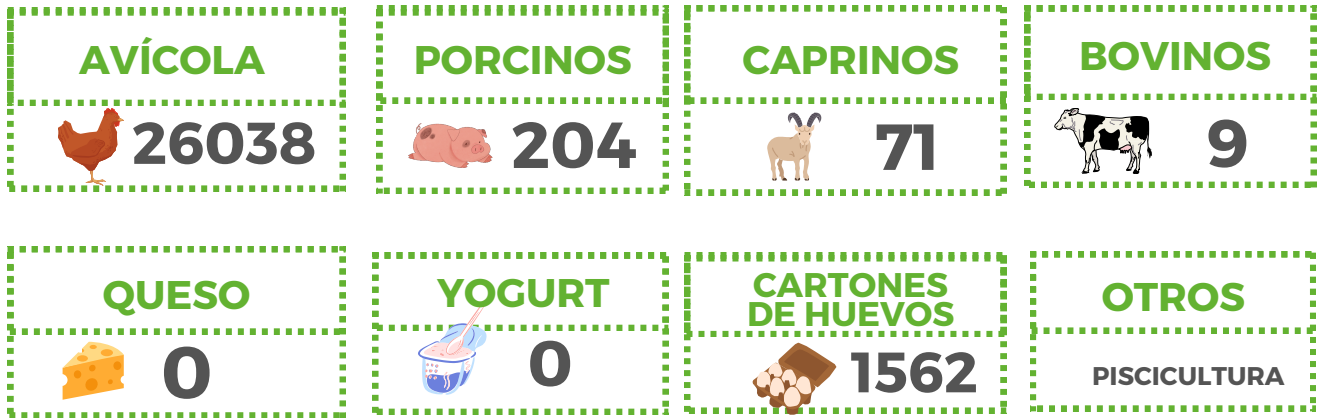 AVÍCOLA
26038
PORCINOS
204
CAPRINOS
71
BOVINOS
9
QUESO
0
YOGURT
0
CARTONES
DE HUEVOS
1562
OTROS
PISCICULTURA